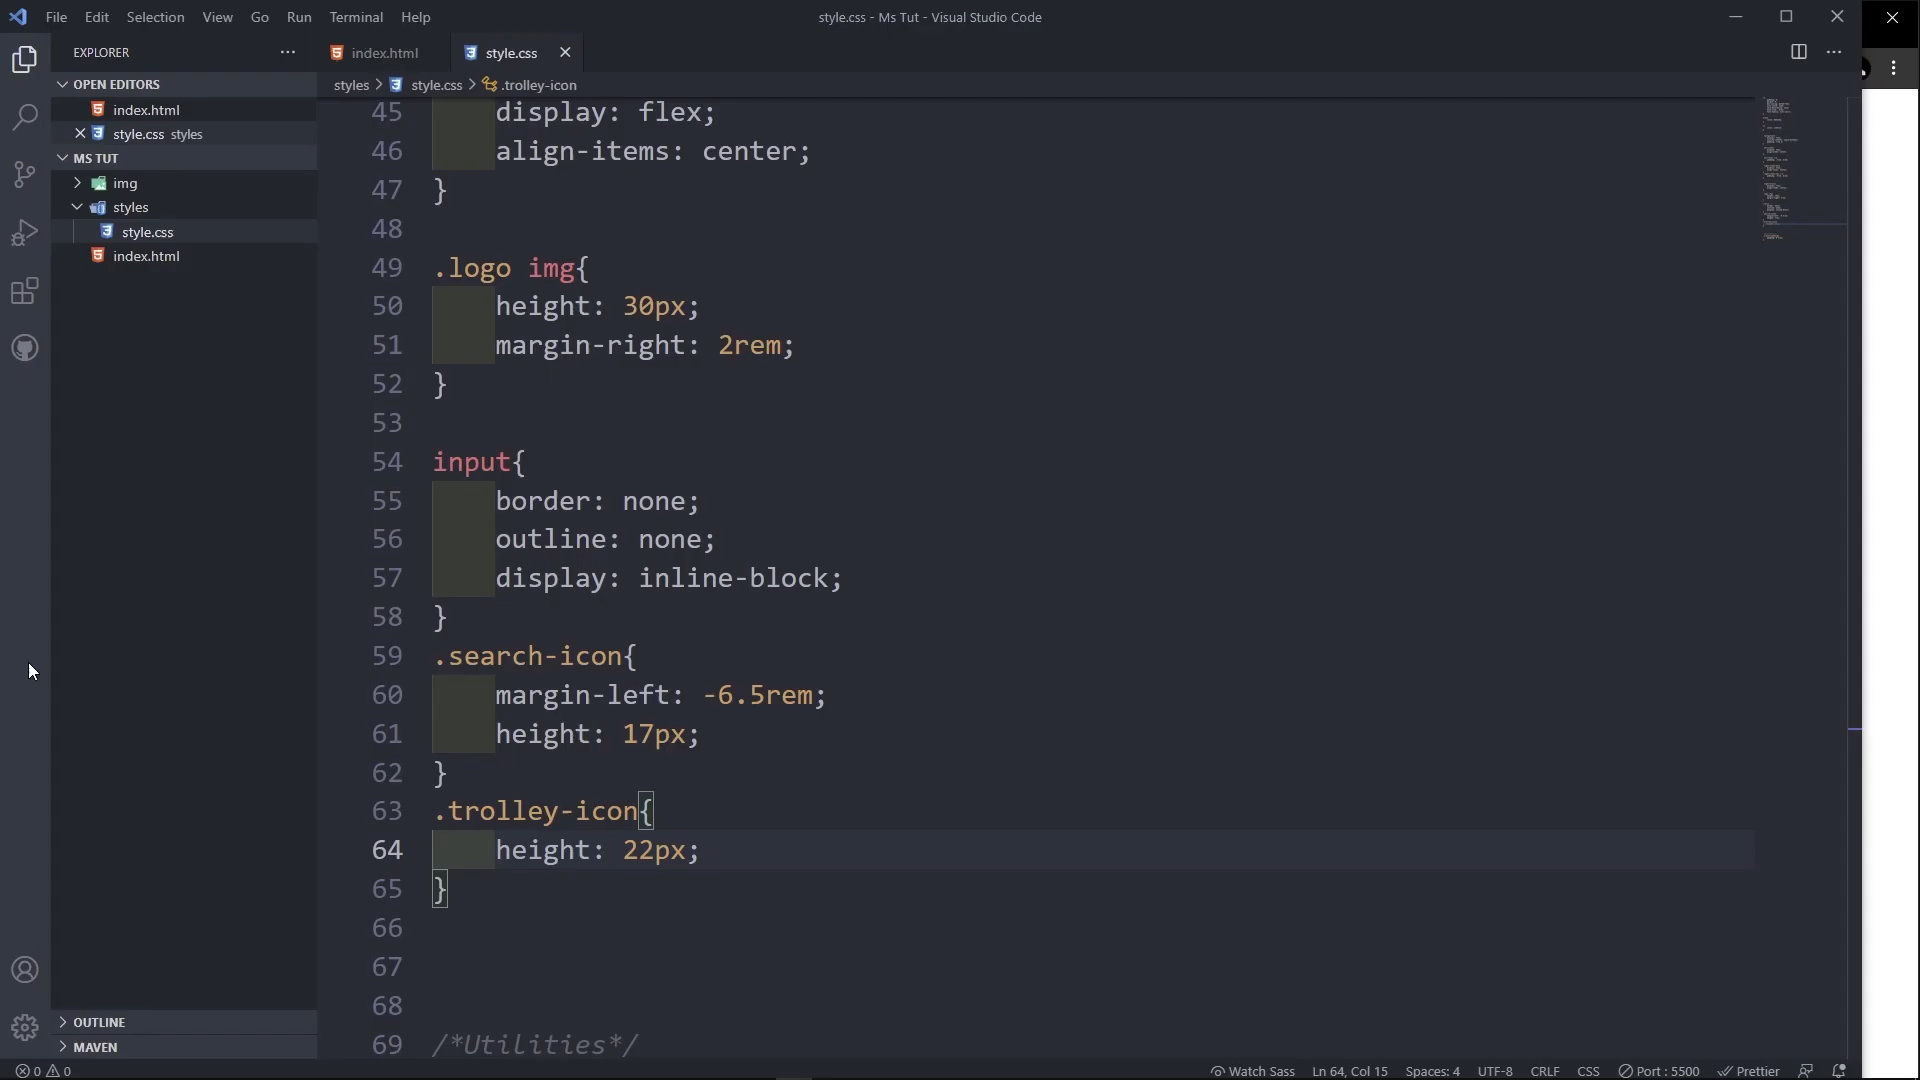 File Edit Selection View Go Run Terminal Help
style.css - Ms Tut - Visual Studio Code
EXPLORER
OPEN EDITORS
index.html
style.css styles
MS TUT
img
styles
style.css
index.html
OUTLINE
MAVEN
index.html
style.css
styles > style.css > .trolley-icon
45 display: flex;
46 align-items: center;
47 }
48
49 .logo img{
50 height: 30px;
51 margin-right: 2rem;
52 }
53
54 input{
55 border: none;
56 outline: none;
57 display: inline-block;
58 }
59 .search-icon{
60 margin-left: -6.5rem;
61 height: 17px;
62 }
63 .trolley-icon{
64 height: 22px;
65 }
66
67
68
69 /*Utilities*/
0 0
Watch Sass Ln 64, Col 15 Spaces: 4 UTF-8 CRLF CSS Port : 5500 Prettier